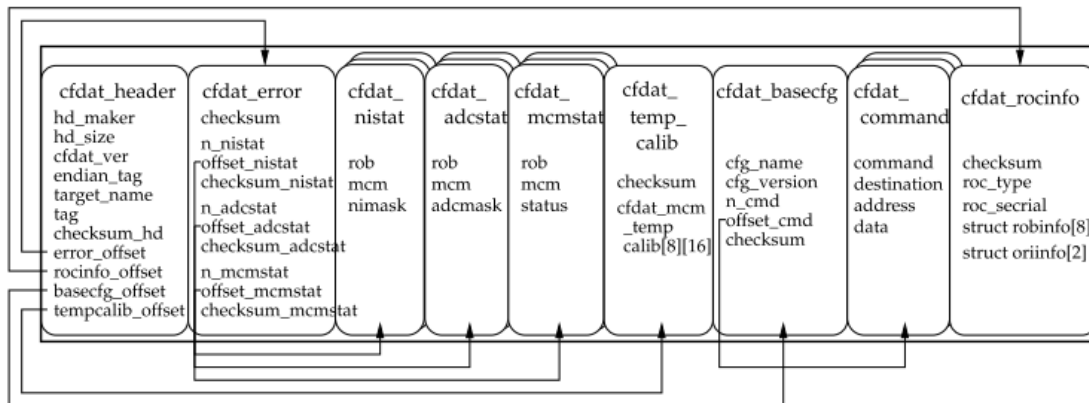 cfdat_header
hd_maker
hd_size
cfdat_ver
endian_tag
target_name
tag
checksum_hd
error_offset
rocinfo_offset
basecfg_offset
tempcalib_offset
cfdat_error
checksum
n_nistat
offset_nistat
checksum_nistat
n_adcstat
offset_adcstat
checksum_adcstat
n_mcmstat
offset_mcmstat
checksum_mcmstat
cfdat_
nistat
rob
mcm
nimask
cfdat_
adcstat
rob
mcm
adcmask
cfdat_
mcmstat
rob
mcm
status
cfdat_
temp_
calib
checksum
cfdat_mcm
_temp
calib[8][16]
cfdat_basecfg
cfg_name
cfg_version
n_cmd
offset_cmd
checksum
cfdat_
command
command
destination
address
data
cfdat_rocinfo
checksum
roc_type
roc_secrial
struct robinfo[8]
struct oriinfo[2]